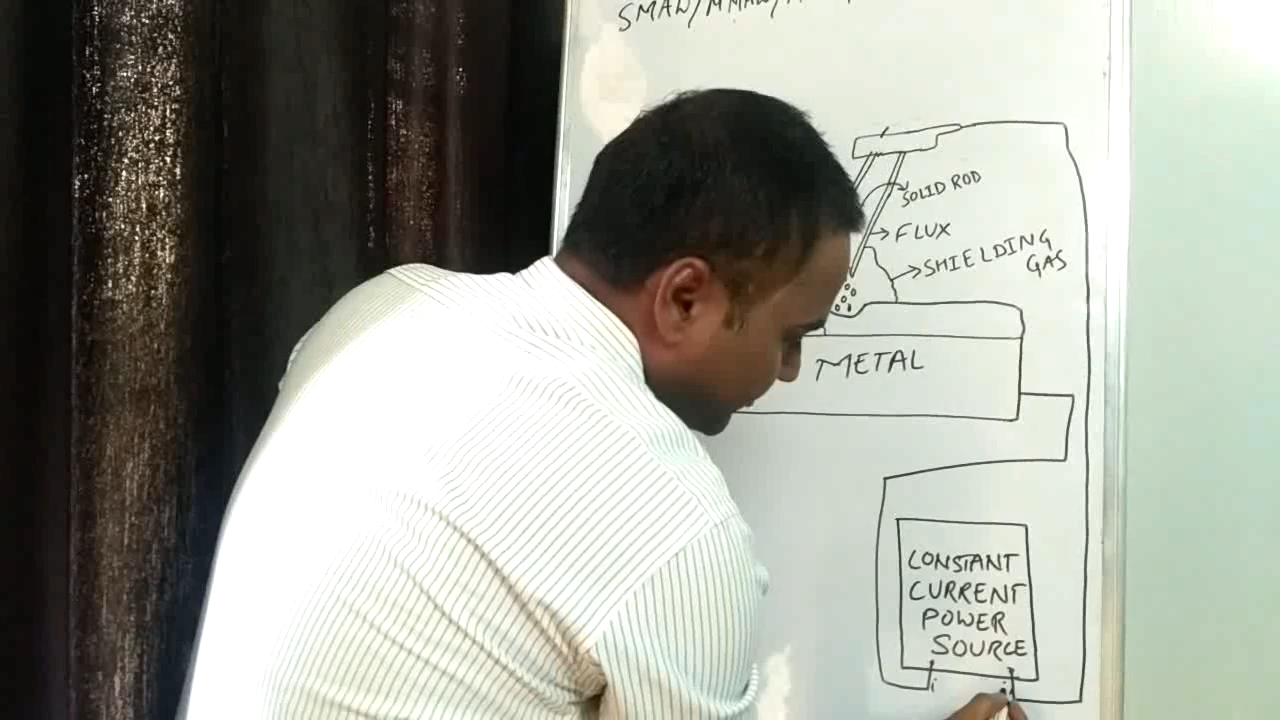 SMAW/MMAW/
SOLID ROD
FLUX
SHIELDING
GAS
METAL
CONSTANT
CURRENT
POWER
SOURCE